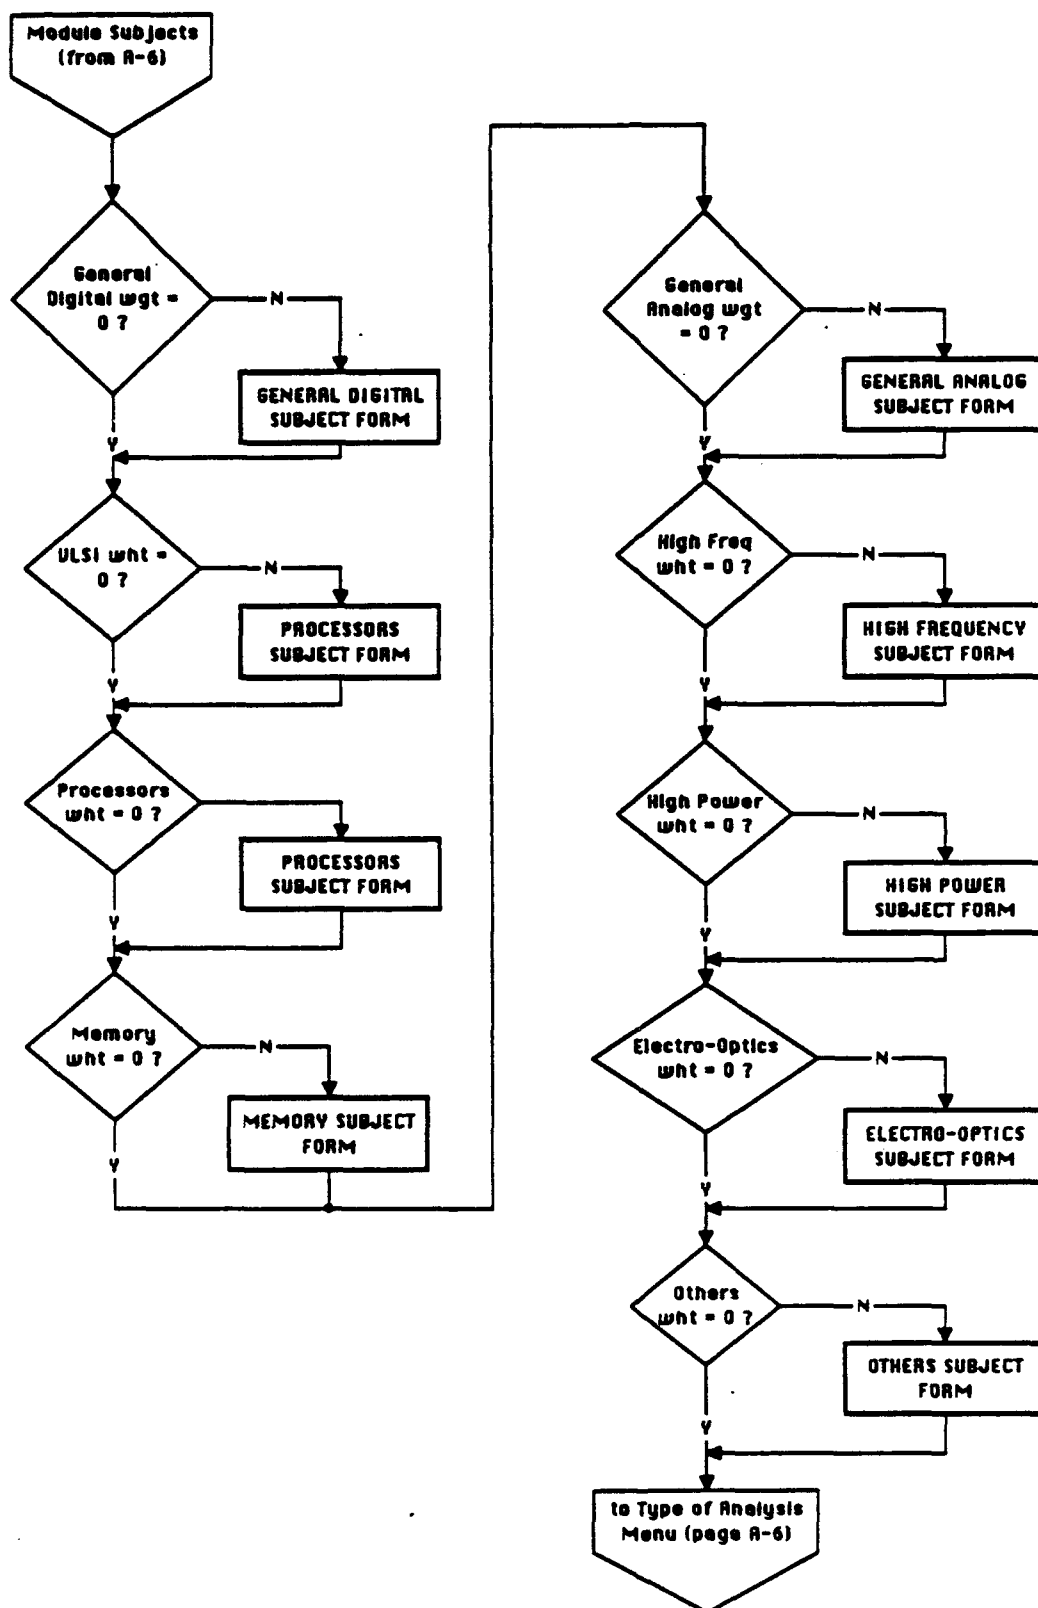 Module Subjects
(from A-6)
General
Digital wgt =
0 ?
N
GENERAL DIGITAL
SUBJECT FORM
Y
VLSI wht =
0 ?
N
PROCESSORS
SUBJECT FORM
Y
Processors
wht = 0 ?
PROCESSORS
SUBJECT FORM
Y
Memory
wht = 0 ?
N
MEMORY SUBJECT
FORM
Y
General
Analog wgt
= 0 ?
N
GENERAL ANALOG
SUBJECT FORM
Y
High Freq
wht = 0 ?
N
HIGH FREQUENCY
SUBJECT FORM
Y
High Power
wht = 0 ?
N
HIGH POWER
SUBJECT FORM
Y
Electro-Optics
wht = 0 ?
N
ELECTRO-OPTICS
SUBJECT FORM
Y
Others
wht = 0 ?
N
OTHERS SUBJECT
FORM
Y
to Type of Analysis
Menu (page A-6)